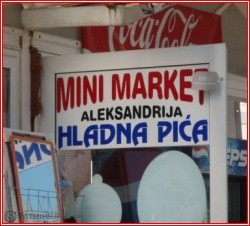 Coca-Cola
MINI MARKET
ALEKSANDRIJA
HLADNA PIĆA